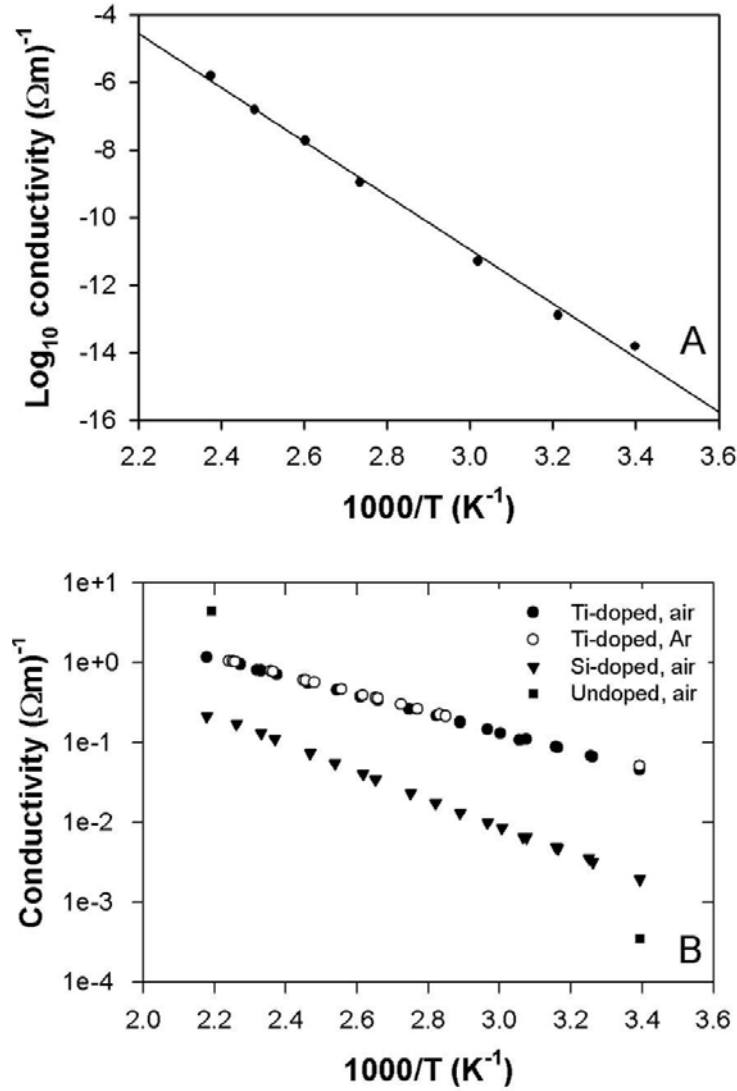 Log₁₀ conductivity (Ωm)⁻¹
-4
-6
-8
-10
-12
-14
-16
A
2.2 2.4 2.6 2.8 3.0 3.2 3.4 3.6
1000/T (K⁻¹)
Conductivity (Ωm)⁻¹
1e+1
1e+0
1e-1
1e-2
1e-3
1e-4
Ti-doped, air
Ti-doped, Ar
Si-doped, air
Undoped, air
B
2.0 2.2 2.4 2.6 2.8 3.0 3.2 3.4 3.6
1000/T (K⁻¹)